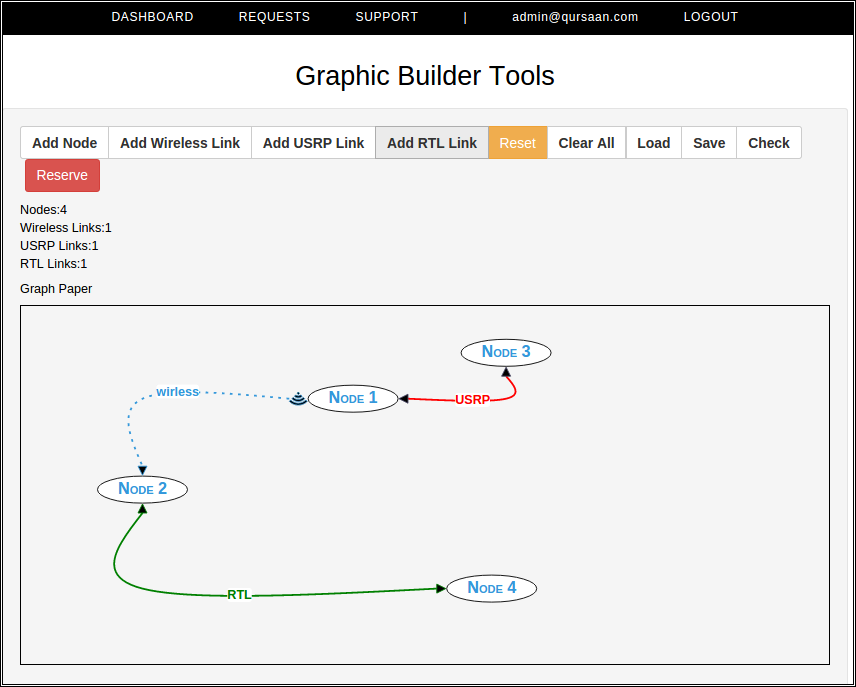 DASHBOARD REQUESTS SUPPORT | admin@qursaan.com LOGOUT
Graphic Builder Tools
Add Node Add Wireless Link Add USRP Link Add RTL Link Reset Clear All Load Save Check
Reserve
Nodes:4
Wireless Links:1
USRP Links:1
RTL Links:1
Graph Paper
Node 3
wirless
Node 1
USRP
Node 2
Node 4
RTL